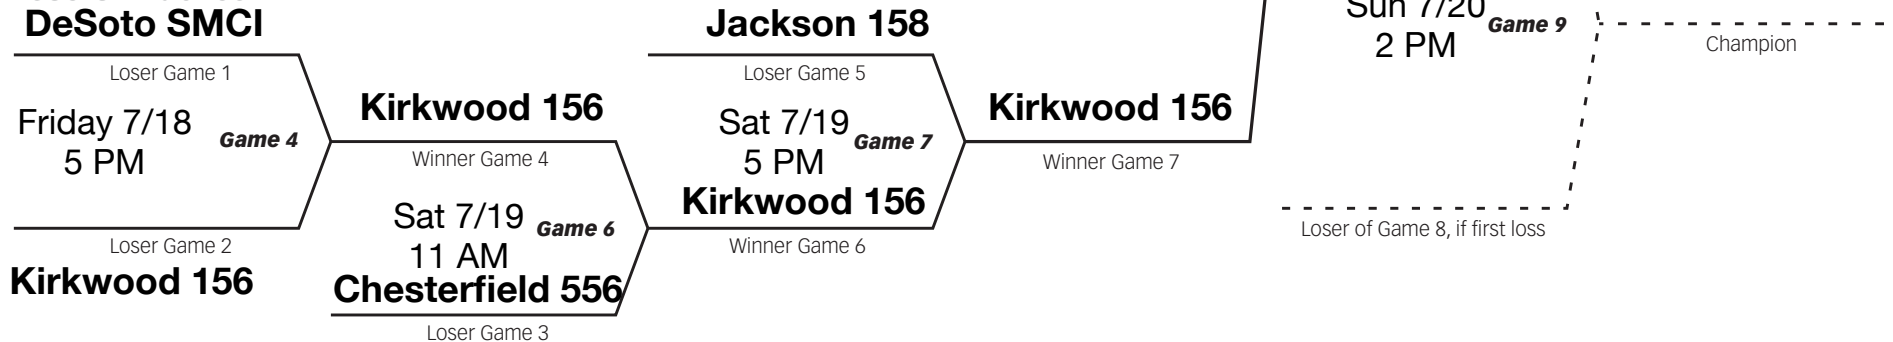 DeSoto SMCI
Loser Game 1
Friday 7/18
5 PM
Game 4
Loser Game 2
Kirkwood 156
Kirkwood 156
Winner Game 4
Sat 7/19
11 AM
Game 6
Chesterfield 556
Loser Game 3
Jackson 158
Loser Game 5
Sat 7/19
5 PM
Game 7
Kirkwood 156
Winner Game 6
Kirkwood 156
Winner Game 7
Sun 7/20
2 PM
Game 9
Loser of Game 8, if first loss
Champion